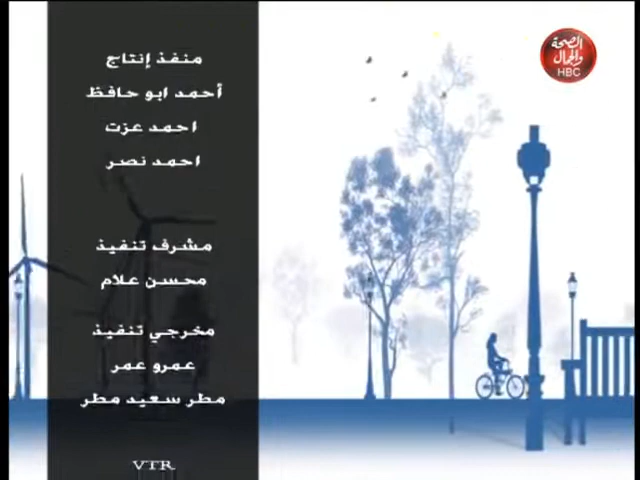 منفذ إنتاج
أحمد ابو حافظ
احمد عزت
احمد نصر
مشرف تنفيذ
محسن علام
مخرجي تنفيذ
عمرو عمر
مطر سعيد مطر
VTR
الصحة
والجمال
HBC